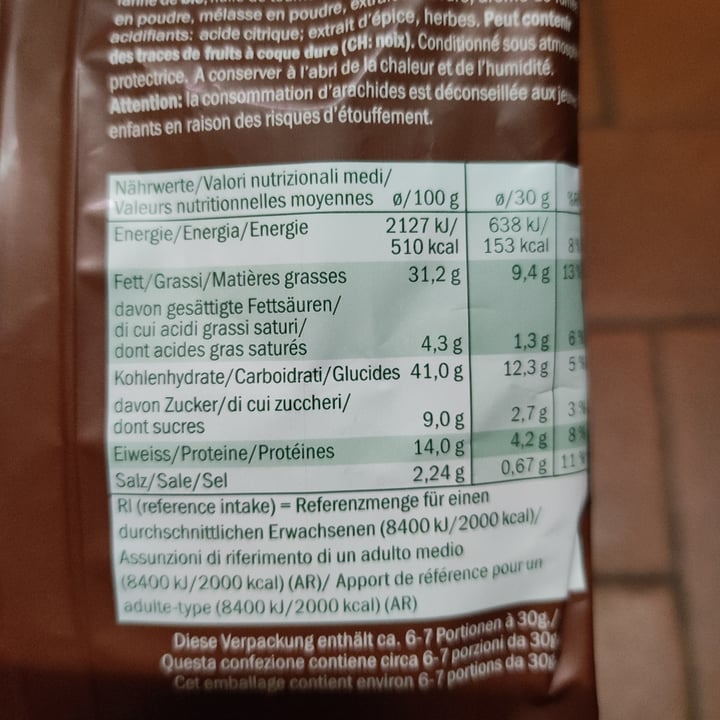 en poudre, mélasse en poudre,
acidifiants: acide citrique; extrait d'épice, herbes. Peut contenir
des traces de fruits à coque dure (CH: noix). Conditionné sous
protectrice. A conserver à l'abri de la chaleur et de l'humidité.
Attention: la consommation d'arachides est déconseillée aux
enfants en raison des risques d'étouffement.
Nährwerte/Valori nutrizionali medi/
Valeurs nutritionnelles moyennes ø/100 g ø/30 g
Energie/Energia/Energie 2127 kJ/ 638 kJ/
510 kcal 153 kcal 8%
Fett/Grassi/Matières grasses 31,2 g 9,4 g 13%
davon gesättigte Fettsäuren/
di cui acidi grassi saturi/
dont acides gras saturés 4,3 g 1,3 g 6%
Kohlenhydrate/Carboidrati/Glucides 41,0 g 12,3 g 5%
davon Zucker/di cui zuccheri/
dont sucres 9,0 g 2,7 g 3%
Eiweiss/Proteine/Protéines 14,0 g 4,2 g 8%
Salz/Sale/Sel 2,24 g 0,67 g 11%
RI (reference intake) = Referenzmenge für einen
durchschnittlichen Erwachsenen (8400 kJ/2000 kcal)/
Assunzioni di riferimento di un adulto medio
(8400 kJ/2000 kcal) (AR)/ Apport de référence pour un
adulte-type (8400 kJ/2000 kcal) (AR)
Diese Verpackung enthält ca. 6-7 Portionen à 30g./
Questa confezione contiene circa 6-7 porzioni da 30g
Cet emballage contient environ 6-7 portions da 30g